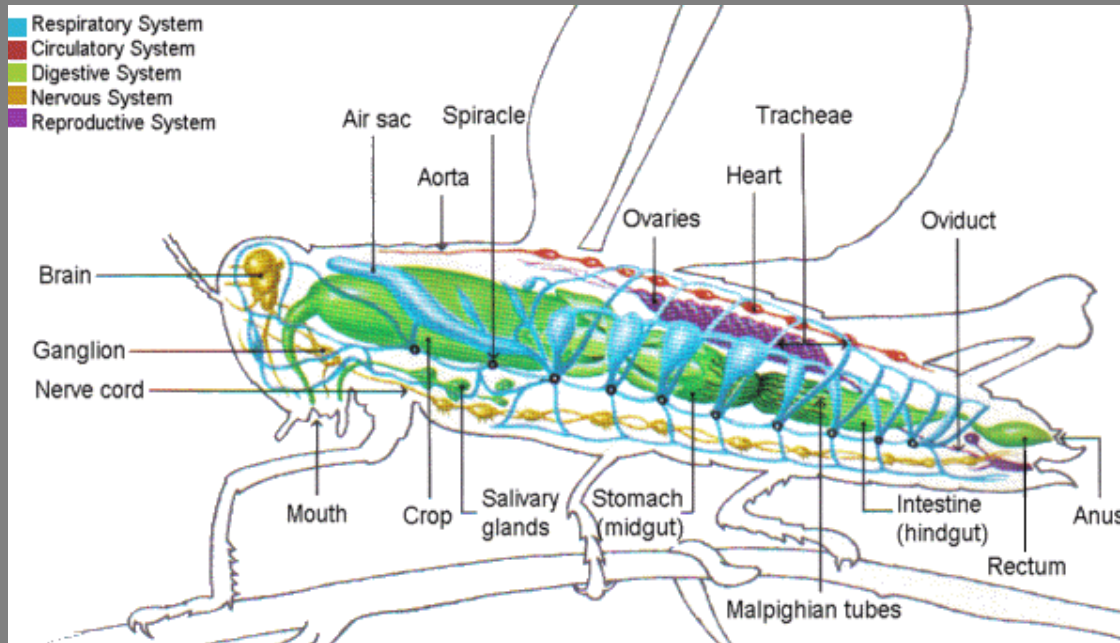 Respiratory System
Circulatory System
Digestive System
Nervous System
Reproductive System
Air sac
Spiracle
Tracheae
Aorta
Heart
Ovaries
Oviduct
Brain
Ganglion
Nerve cord
Mouth
Crop
Salivary
glands
Stomach
(midgut)
Intestine
(hindgut)
Anus
Rectum
Malpighian tubes